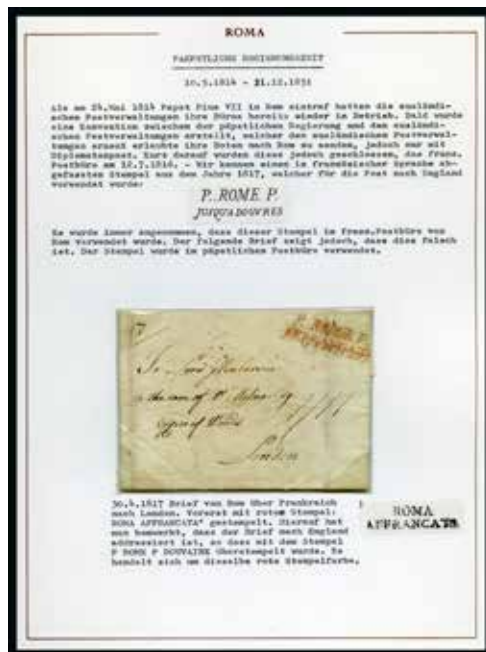 ROMA
PAEPSTLICHE REGIERUNGSZEIT
10.5.1814 - 31.12.1851
Als am 24.Mai 1814 Papst Pius VII in Rom eintraf hatten die ausländi-
schen Postverwaltungen ihre Büros bereits wieder in Betrieb. Bald wurde
eine Konvention zwischen der päpstlichen Regierung und den ausländi-
schen Postverwaltungen erstellt, welcher den ausländischen Postverwal-
tungen erneut erlaubte ihre Boten nach Rom zu senden, jedoch nur mit
Diplomatenpost. Kurz darauf wurden diese jedoch geschlossen, das franz.
Postbüro am 12.7.1816. - Wir kennen einen in französischer Sprache ab-
gefassten Stempel aus dem Jahre 1817, welcher für die Post nach England
verwendet wurde:
P. ROME P.
JUSQU'A DOUVRES
Es wurde immer angenommen, dass dieser Stempel im franz.Postbüro von
Rom verwendet wurde. Der folgende Brief zeigt jedoch, dass dies falsch
ist. Der Stempel wurde im päpstlichen Postbüro verwendet.
P. ROME P.
To
the care of
London
30.4.1817 Brief von Rom über Frankreich
nach London. Vorerst mit rotem Stempel:
ROMA AFFRANCATA" gestempelt. Hierauf hat
man bemerkt, dass der Brief nach England
addressiert ist, so dass mit dem Stempel
P ROME P DOUVAINE überstempelt wurde. Es
handelt sich um dieselbe rote Stempelfarbe.
ROMA
AFFRANCATA